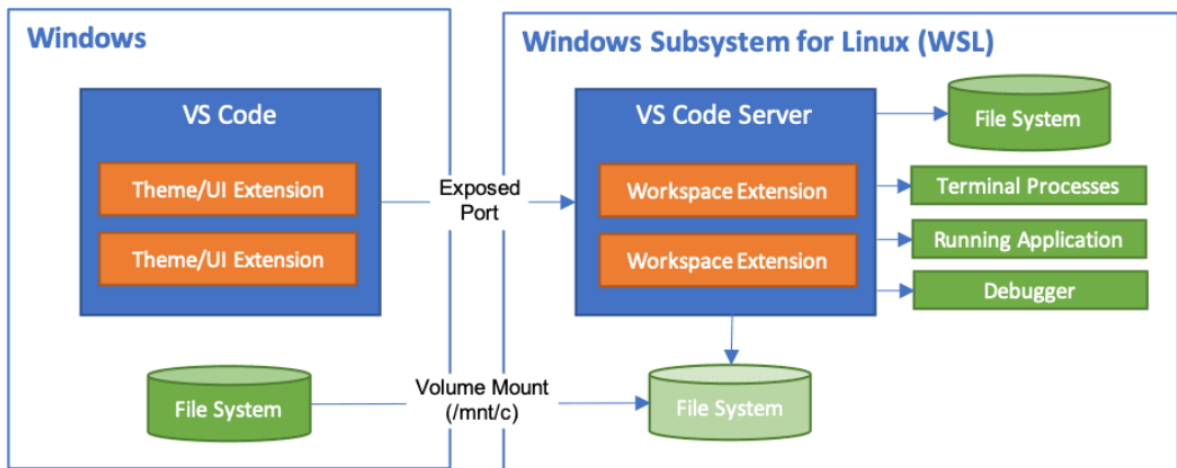 Windows
VS Code
Theme/UI Extension
Theme/UI Extension
File System
Exposed
Port
Volume Mount
(/mnt/c)
Windows Subsystem for Linux (WSL)
VS Code Server
Workspace Extension
Workspace Extension
File System
Terminal Processes
Running Application
Debugger
File System